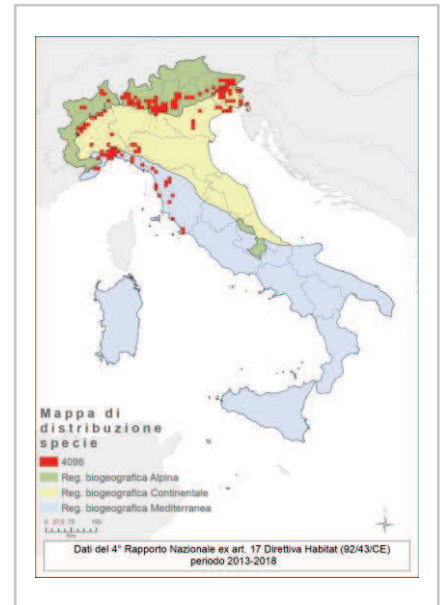 Mappa di
distribuzione
specie
4096
Reg. biogeografica Alpina
Reg. biogeografica Continentale
Reg. biogeografica Mediterranea
0 37,5 75 150
Km
Dati del 4° Rapporto Nazionale ex art. 17 Direttiva Habitat (92/43/CE)
periodo 2013-2018